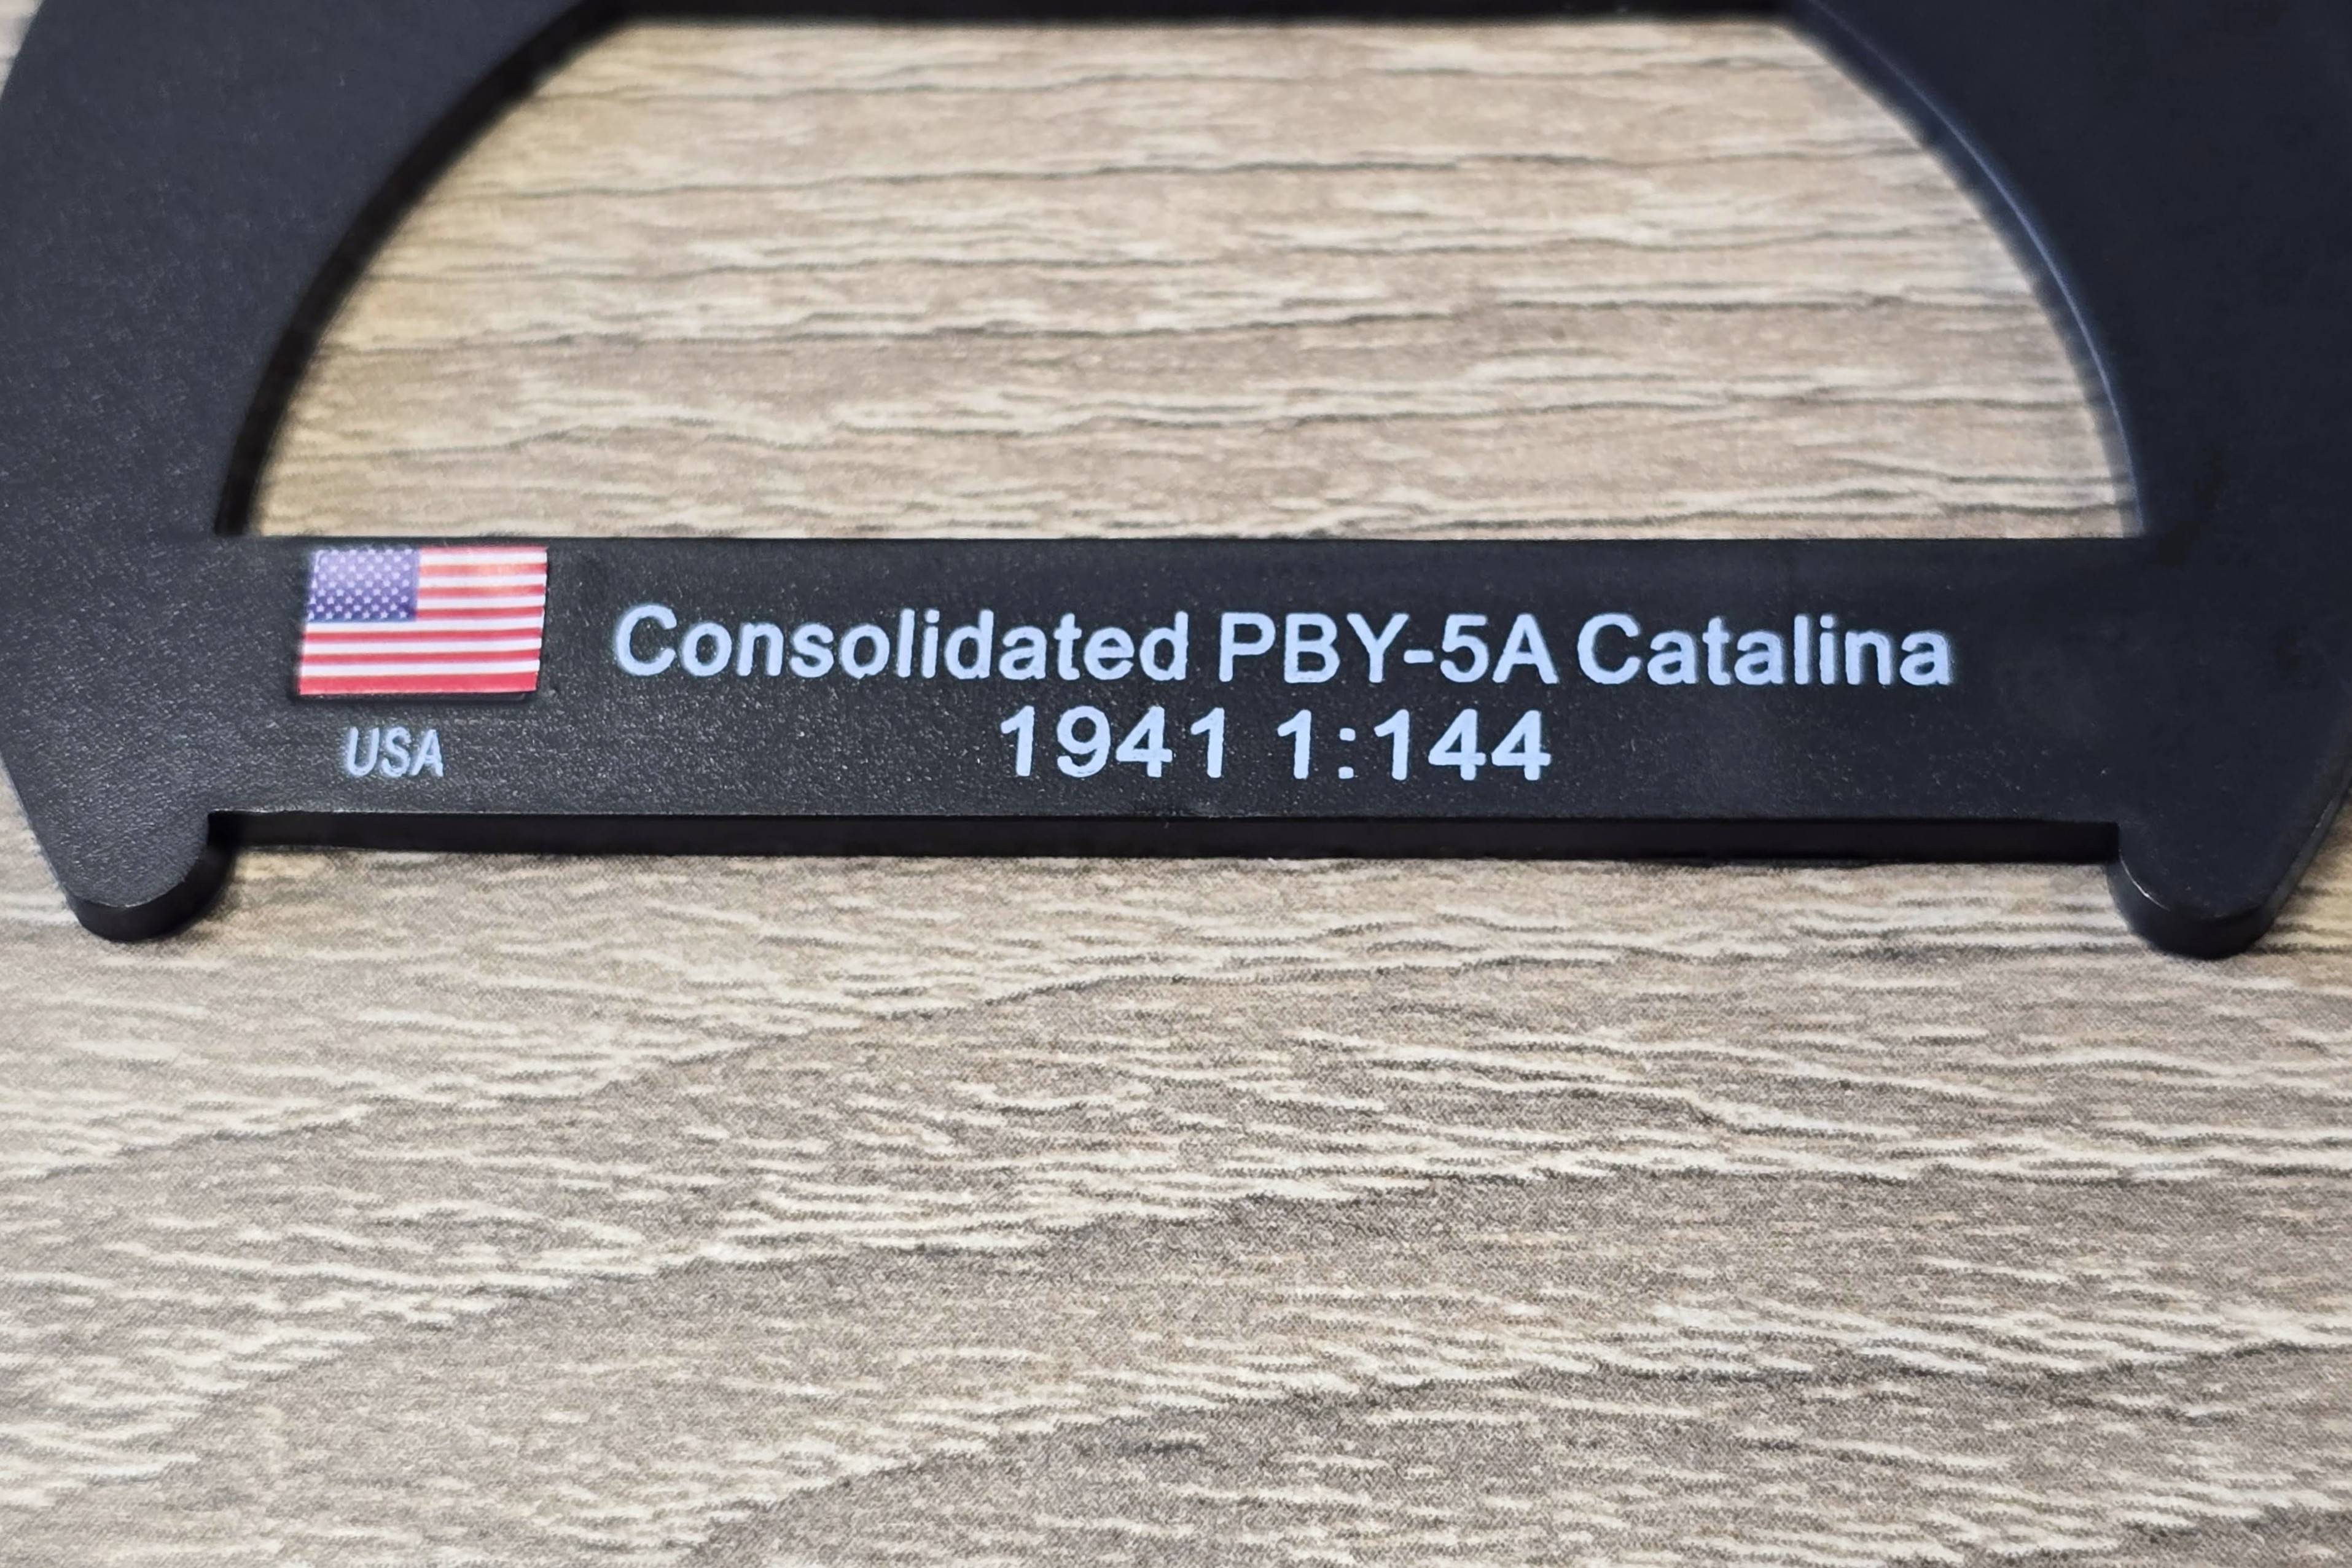 Consolidated PBY-5A Catalina
1941 1:144
USA